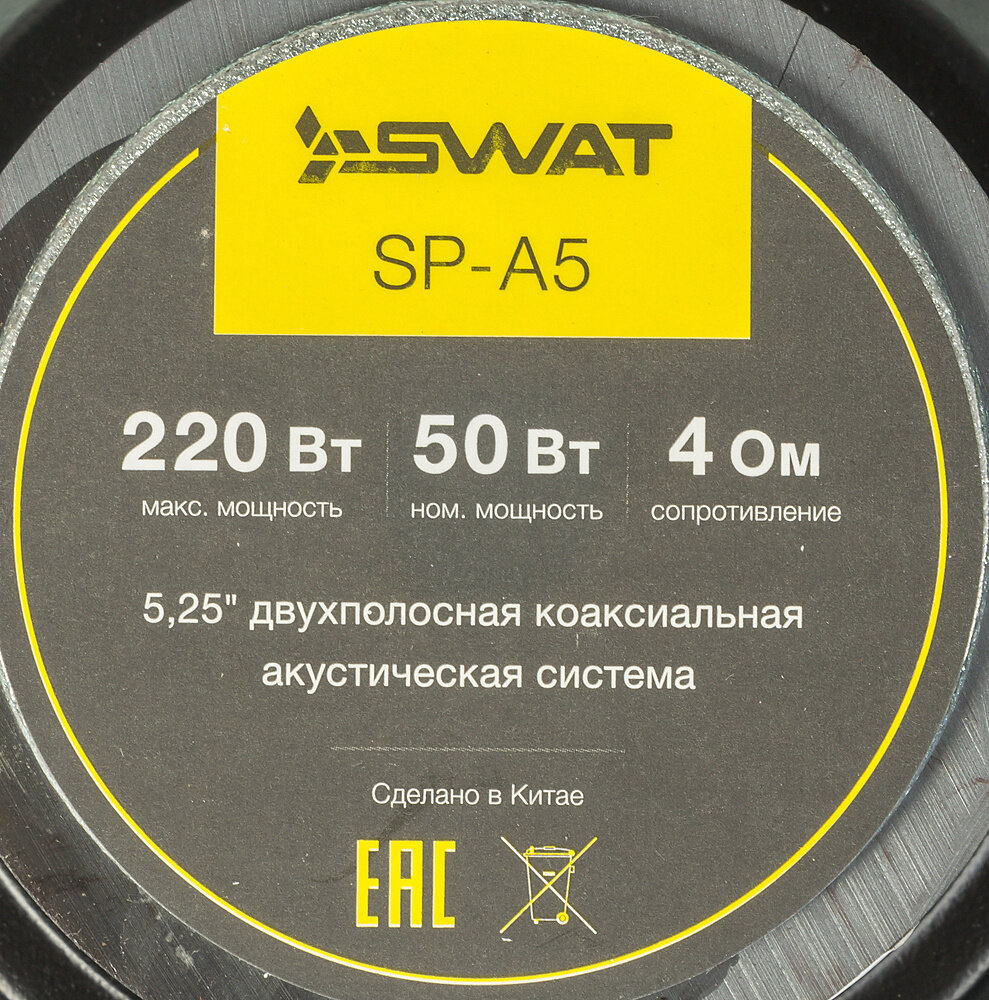 SWAT
SP-A5
220 Вт 50 Вт 4 Ом
макс. мощность ном. мощность сопротивление
5,25" двухполосная коаксиальная
акустическая система
Сделано в Китае
EAC